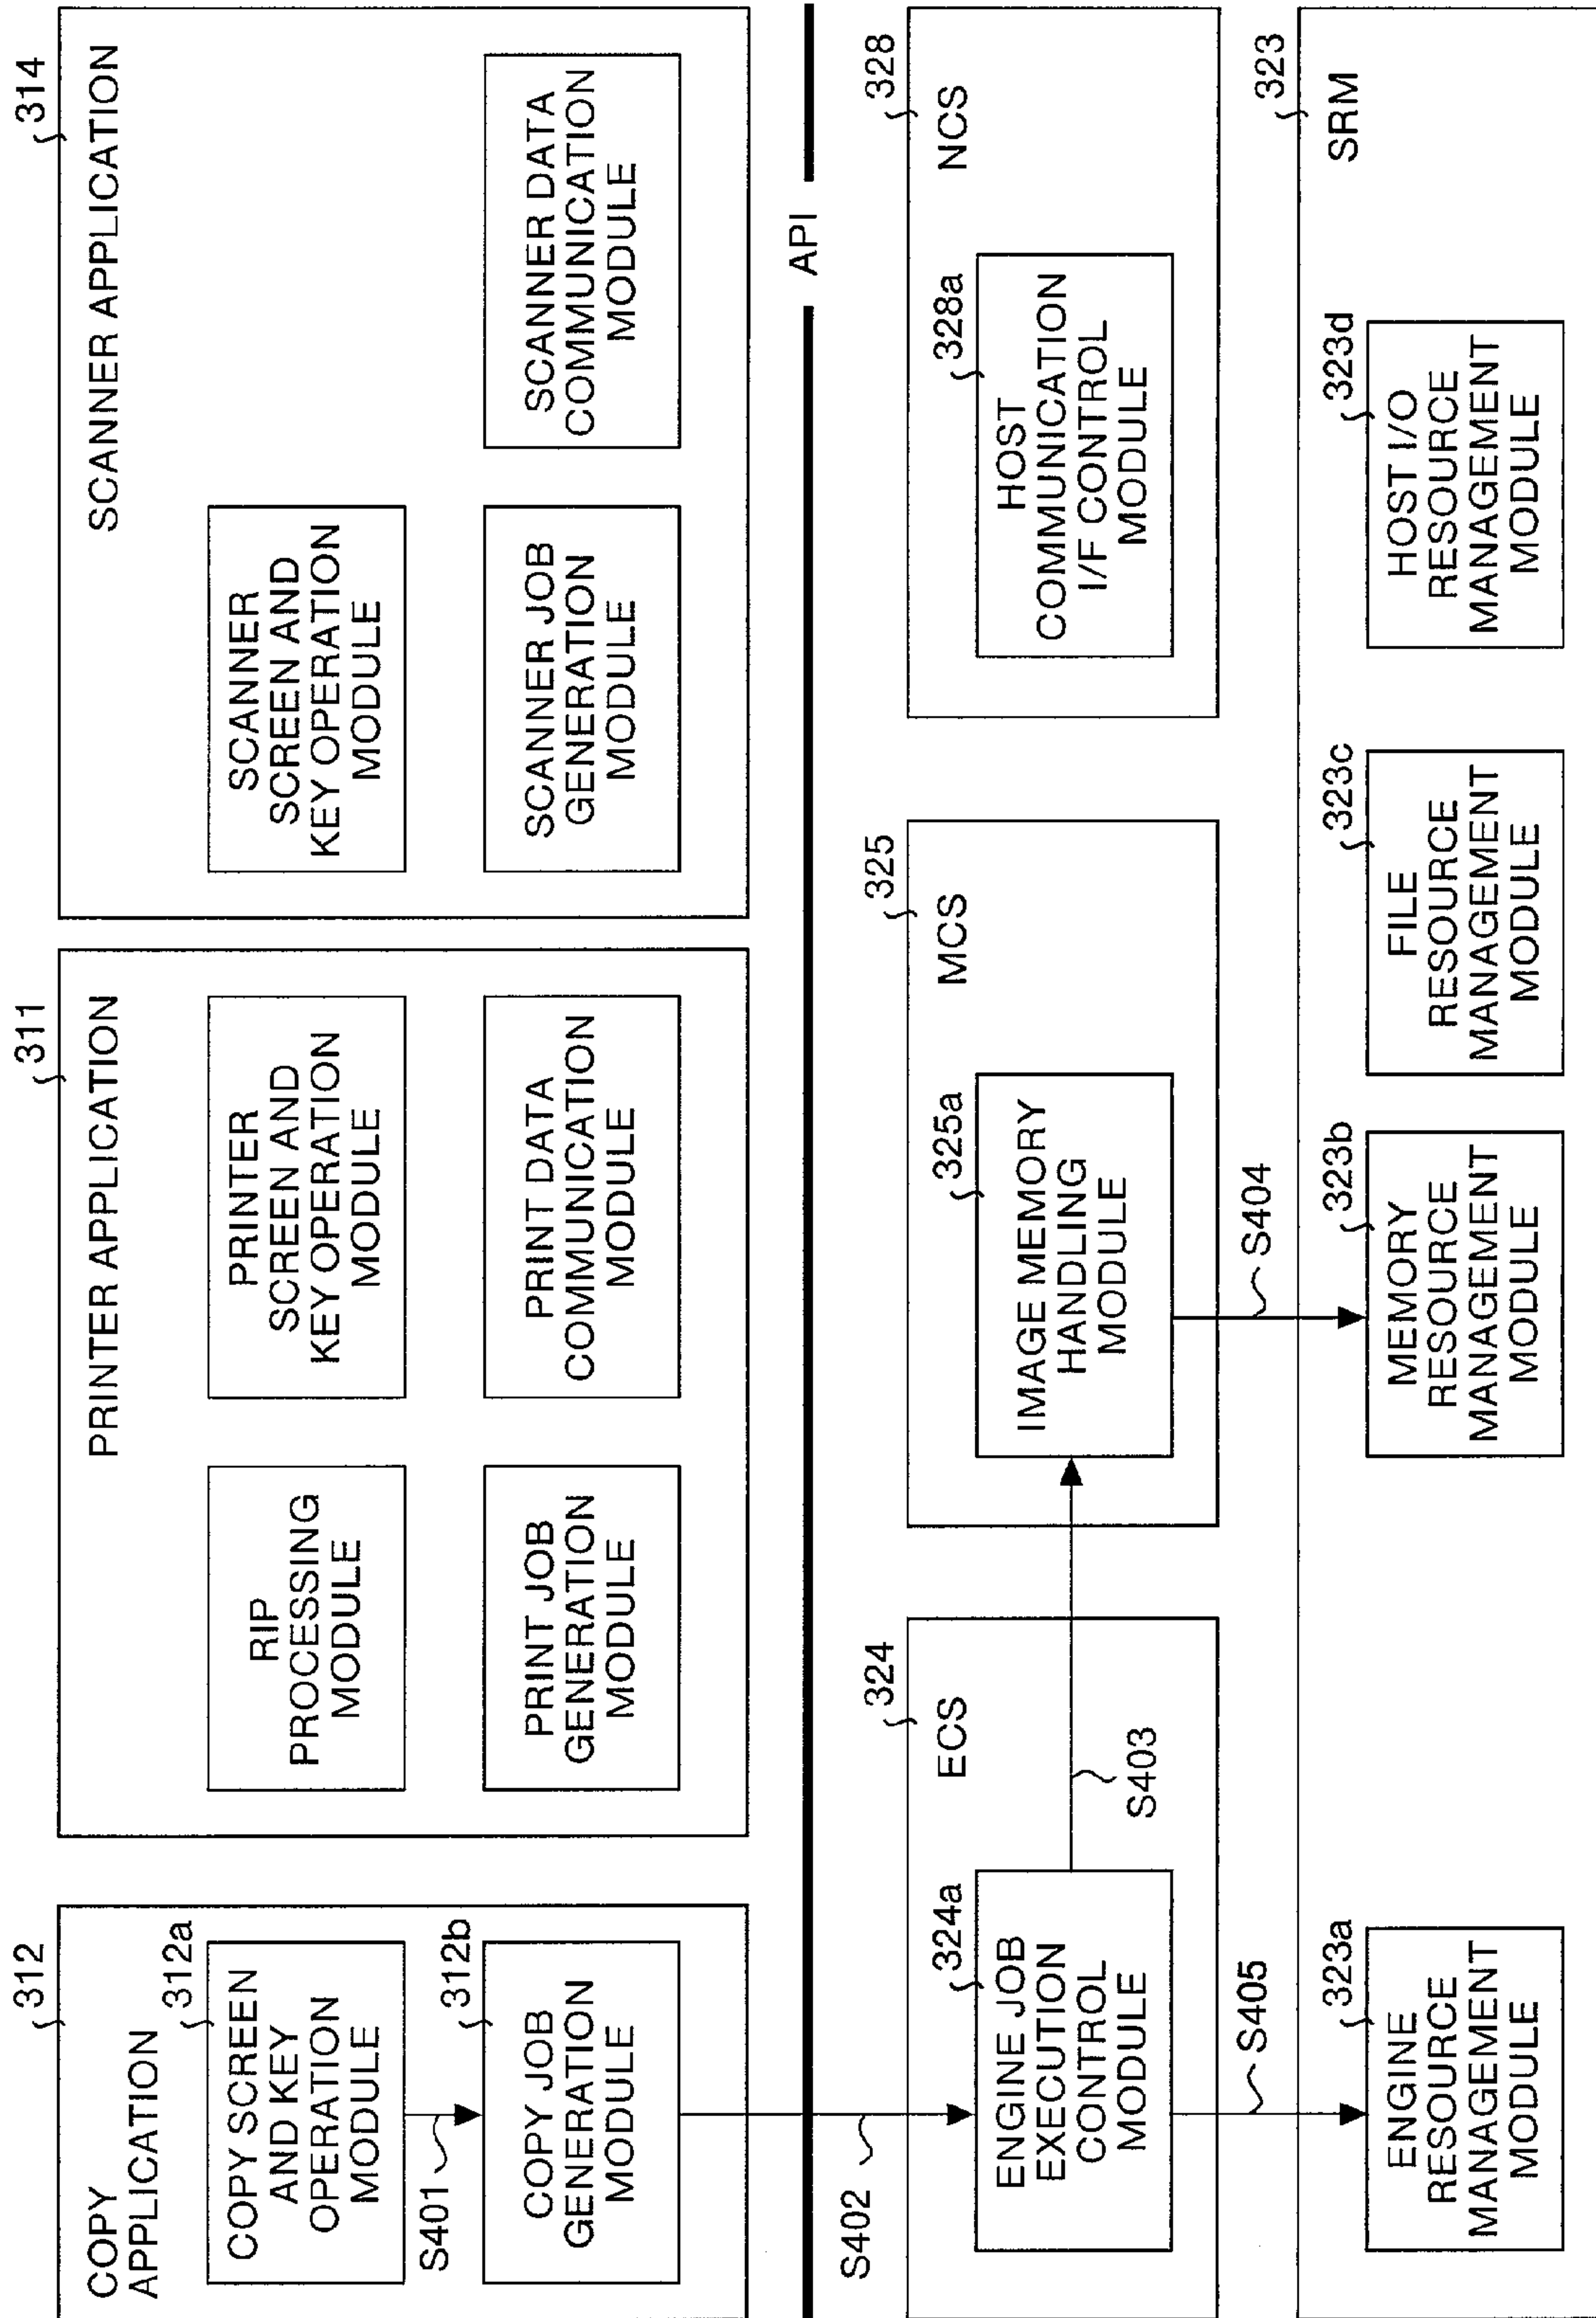 312
COPY
APPLICATION
312a
COPY SCREEN
AND KEY
OPERATION
MODULE
S401
312b
COPY JOB
GENERATION
MODULE
311
PRINTER APPLICATION
RIP
PROCESSING
MODULE
PRINTER
SCREEN AND
KEY OPERATION
MODULE
PRINT JOB
GENERATION
MODULE
PRINT DATA
COMMUNICATION
MODULE
314
SCANNER APPLICATION
SCANNER
SCREEN AND
KEY OPERATION
MODULE
SCANNER JOB
GENERATION
MODULE
SCANNER DATA
COMMUNICATION
MODULE
API
S402
324
ECS
324a
ENGINE JOB
EXECUTION
CONTROL
MODULE
S403
325
MCS
325a
IMAGE MEMORY
HANDLING
MODULE
328
NCS
328a
HOST
COMMUNICATION
I/F CONTROL
MODULE
S405
S404
323
SRM
323a
ENGINE
RESOURCE
MANAGEMENT
MODULE
323b
MEMORY
RESOURCE
MANAGEMENT
MODULE
323c
FILE
RESOURCE
MANAGEMENT
MODULE
323d
HOST I/O
RESOURCE
MANAGEMENT
MODULE